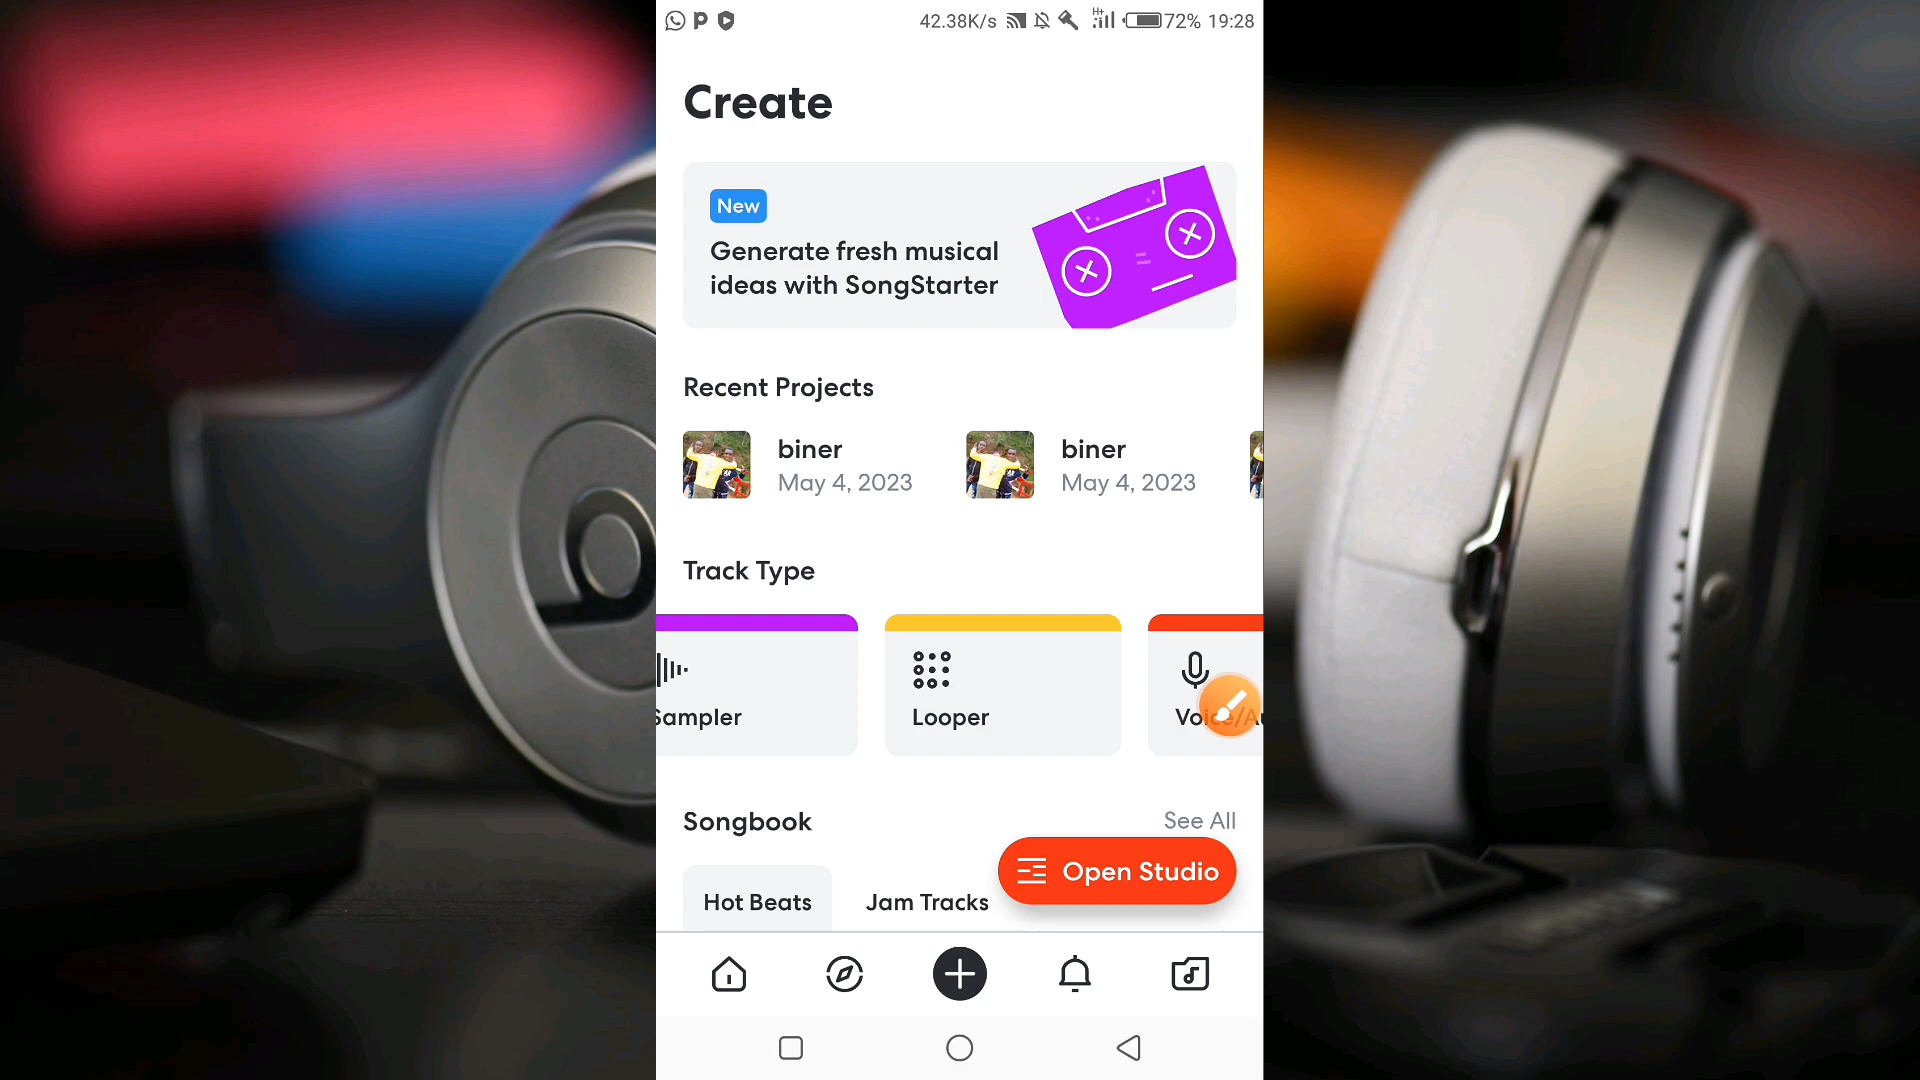 42.38K/s 72% 19:28
Create
New
Generate fresh musical
ideas with SongStarter
Recent Projects
biner
May 4, 2023
biner
May 4, 2023
Track Type
Sampler
Looper
Songbook
See All
Open Studio
Hot Beats
Jam Tracks